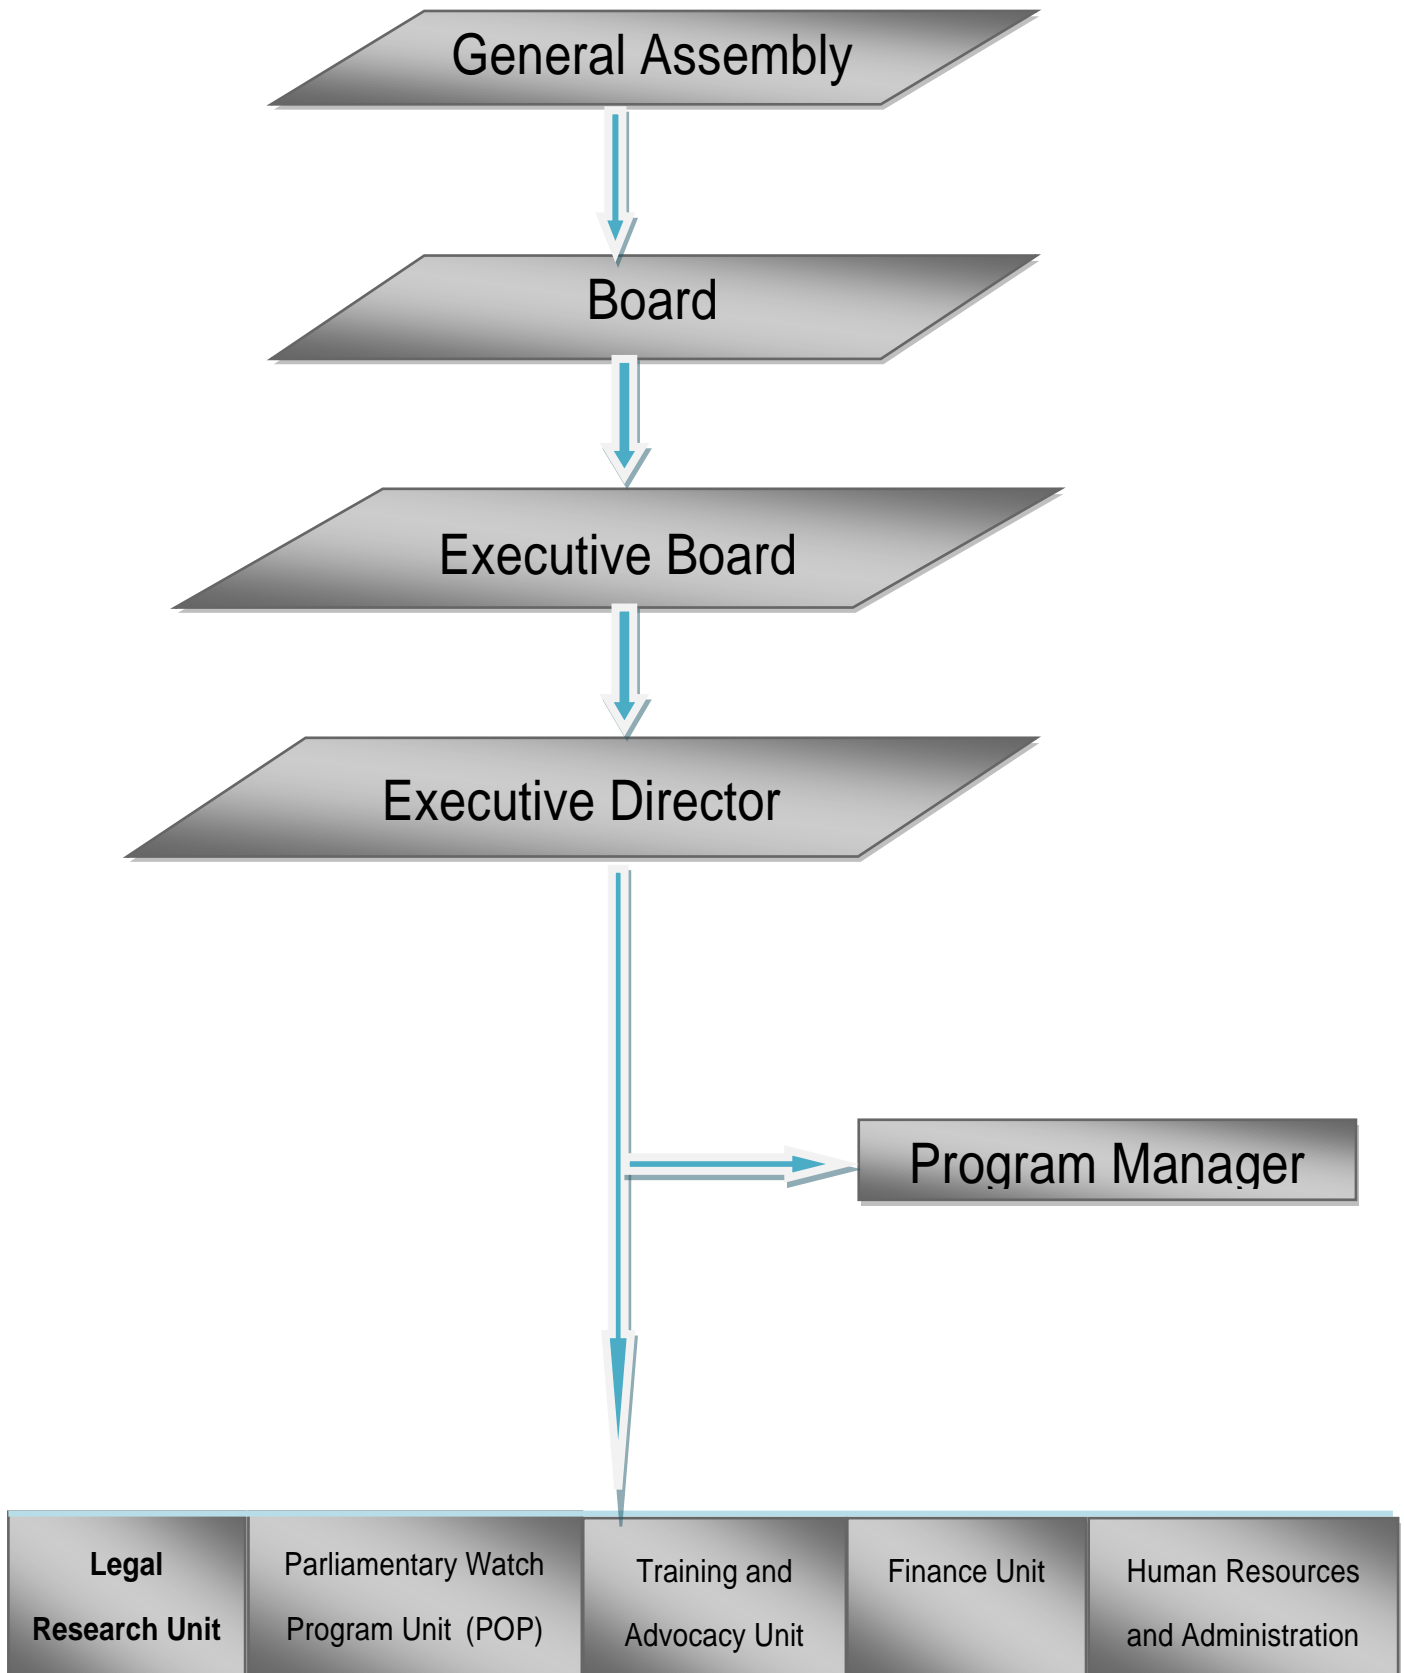 General Assembly
Board
Executive Board
Executive Director
Program Manager
Legal
Research Unit
Parliamentary Watch
Program Unit (POP)
Training and
Advocacy Unit
Finance Unit
Human Resources
and Administration